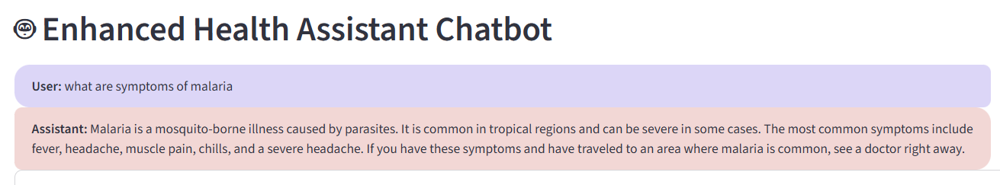 Enhanced Health Assistant Chatbot
User: what are symptoms of malaria
Assistant: Malaria is a mosquito-borne illness caused by parasites. It is common in tropical regions and can be severe in some cases. The most common symptoms include
fever, headache, muscle pain, chills, and a severe headache. If you have these symptoms and have traveled to an area where malaria is common, see a doctor right away.